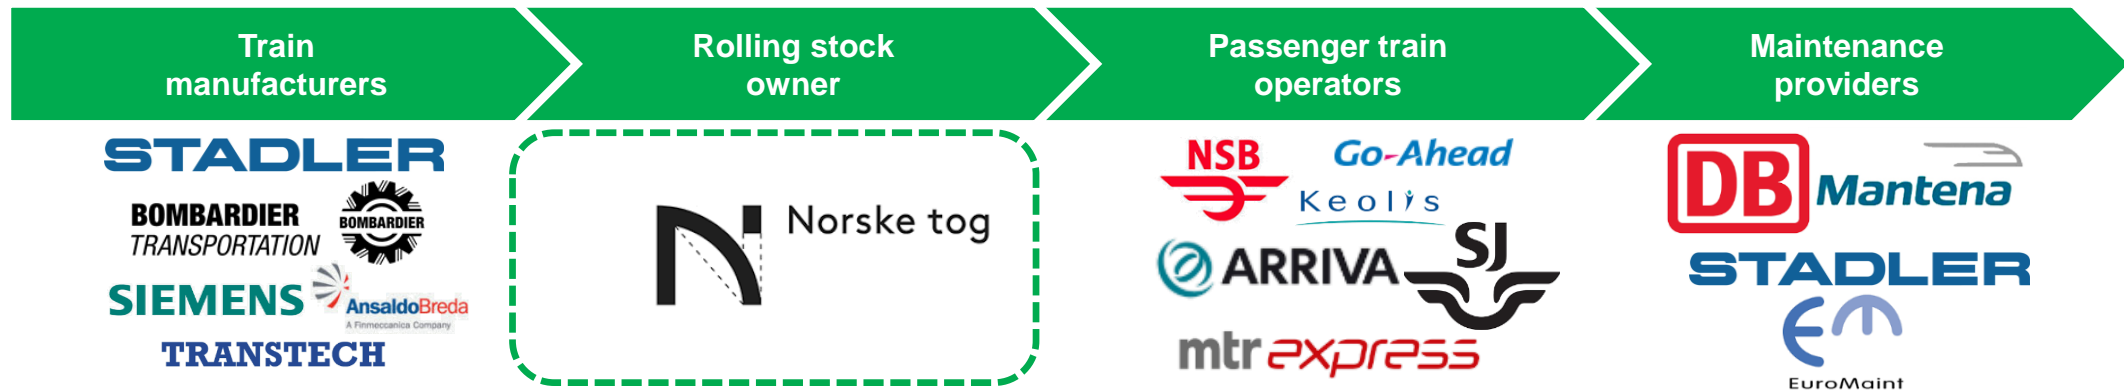 Train
manufacturers
Rolling stock
owner
Passenger train
operators
Maintenance
providers
STADLER
BOMBARDIER
TRANSPORTATION
BOMBARDIER
SIEMENS
AnsaldoBreda
A Finmeccanica Company
TRANSTECH
Norske tog
NSB
Go-Ahead
Keolis
ARRIVA
SJ
mtr express
DB
Mantena
STADLER
EuroMaint